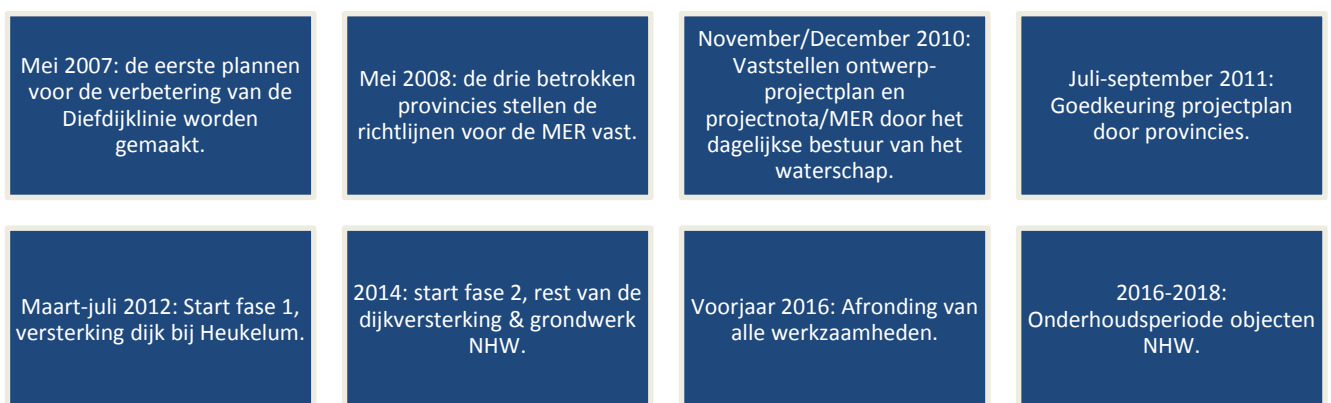 Mei 2007: de eerste plannen
voor de verbetering van de
Diefdijklinie worden
gemaakt.
Mei 2008: de drie betrokken
provincies stellen de
richtlijnen voor de MER vast.
November/December 2010:
Vaststellen ontwerp-
projectplan en
projectnota/MER door het
dagelijkse bestuur van het
waterschap.
Juli-september 2011:
Goedkeuring projectplan
door provincies.
Maart-juli 2012: Start fase 1,
versterking dijk bij Heukelum.
2014: start fase 2, rest van de
dijkversterking & grondwerk
NHW.
Voorjaar 2016: Afronding van
alle werkzaamheden.
2016-2018:
Onderhoudsperiode objecten
NHW.